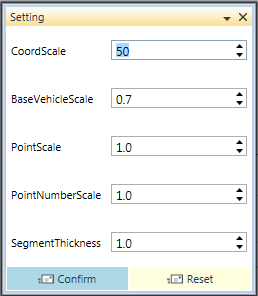 Setting
CoordScale 50
BaseVehicleScale 0.7
PointScale 1.0
PointNumberScale 1.0
SegmentThickness 1.0
Confirm Reset